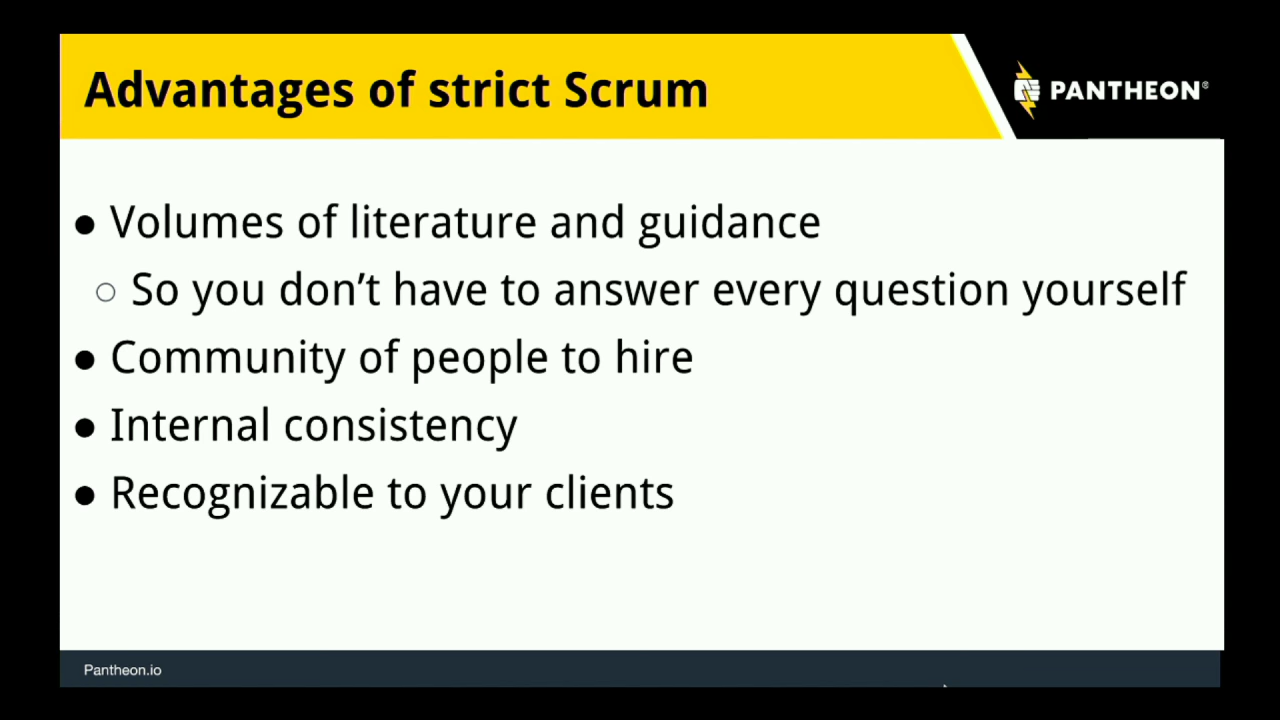 Advantages of strict Scrum
PANTHEON®
● Volumes of literature and guidance
○ So you don’t have to answer every question yourself
● Community of people to hire
● Internal consistency
● Recognizable to your clients
Pantheon.io